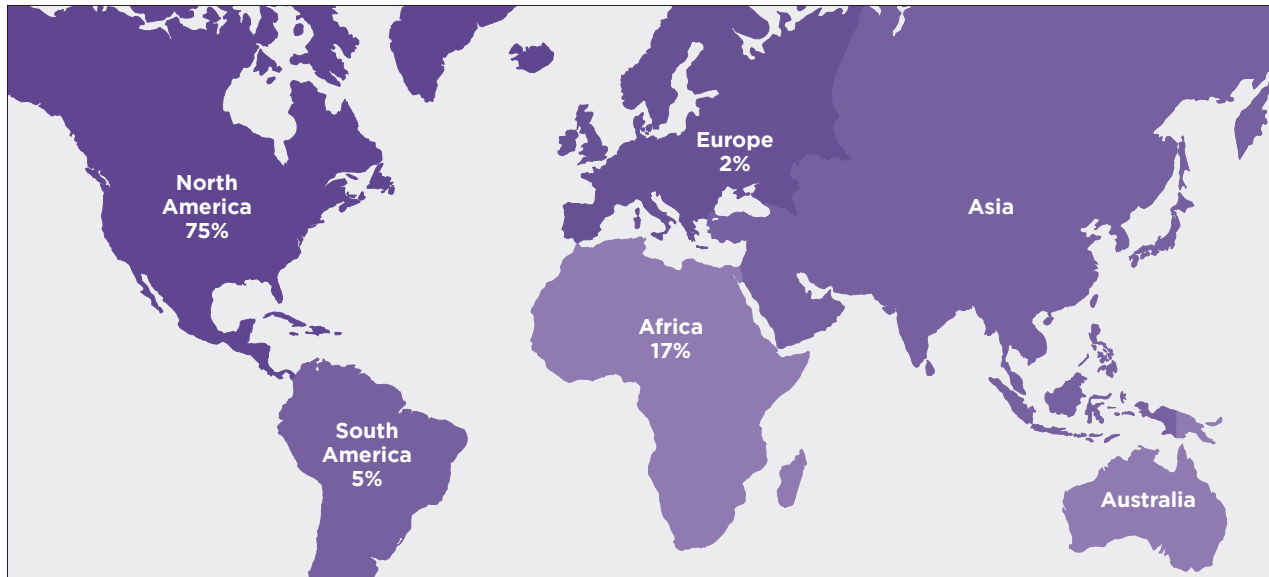 North
America
75%
Europe
2%
Asia
Africa
17%
South
America
5%
Australia